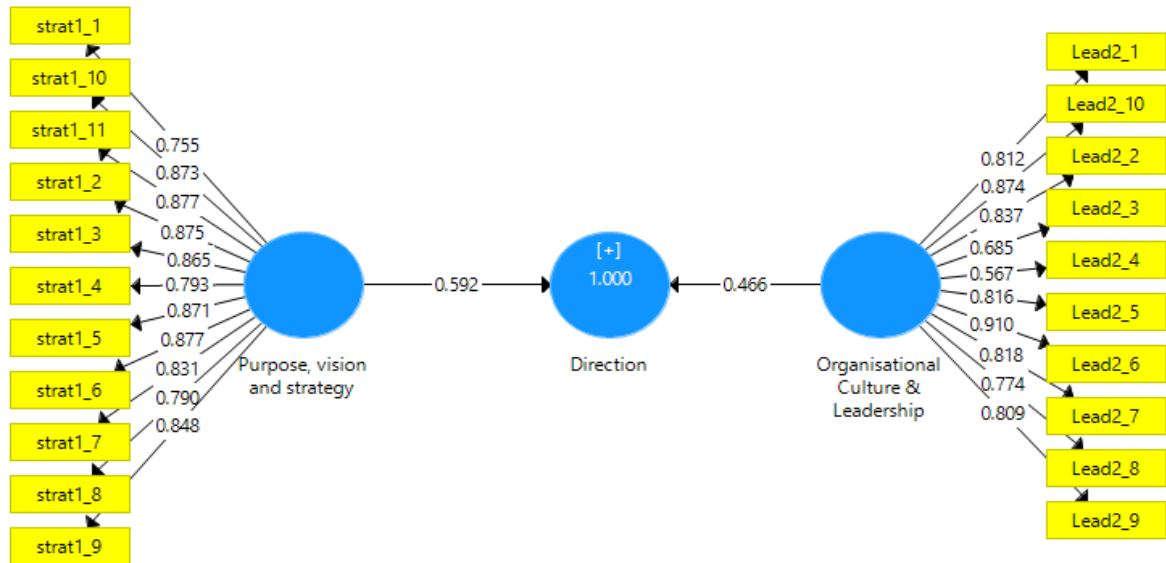 strat1_1
strat1_10
strat1_11
strat1_2
strat1_3
strat1_4
strat1_5
strat1_6
strat1_7
strat1_8
strat1_9
0.755
0.873
0.877
0.875
0.865
0.793
0.871
0.877
0.831
0.790
0.848
Purpose, vision
and strategy
0.592
[+]
1.000
Direction
0.466
Organisational
Culture &
Leadership
0.812
0.874
0.837
0.685
0.567
0.816
0.910
0.818
0.774
0.809
Lead2_1
Lead2_10
Lead2_2
Lead2_3
Lead2_4
Lead2_5
Lead2_6
Lead2_7
Lead2_8
Lead2_9